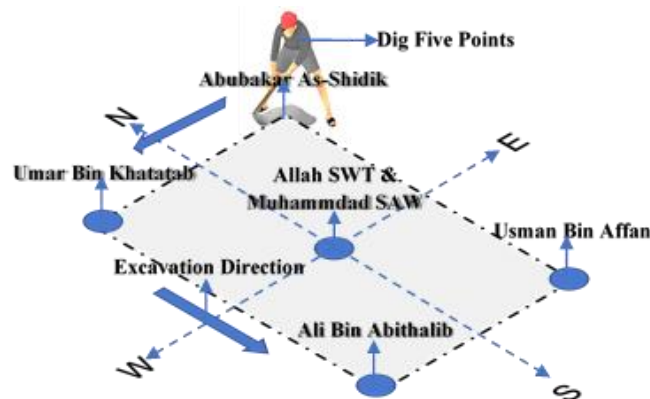 Dig Five Points
Abubakar As-Shidik
N
E
Umar Bin Khatatab
Allah SWT &
Muhammdad SAW
Usman Bin Affan
Excavation Direction
Ali Bin Abithalib
W
S